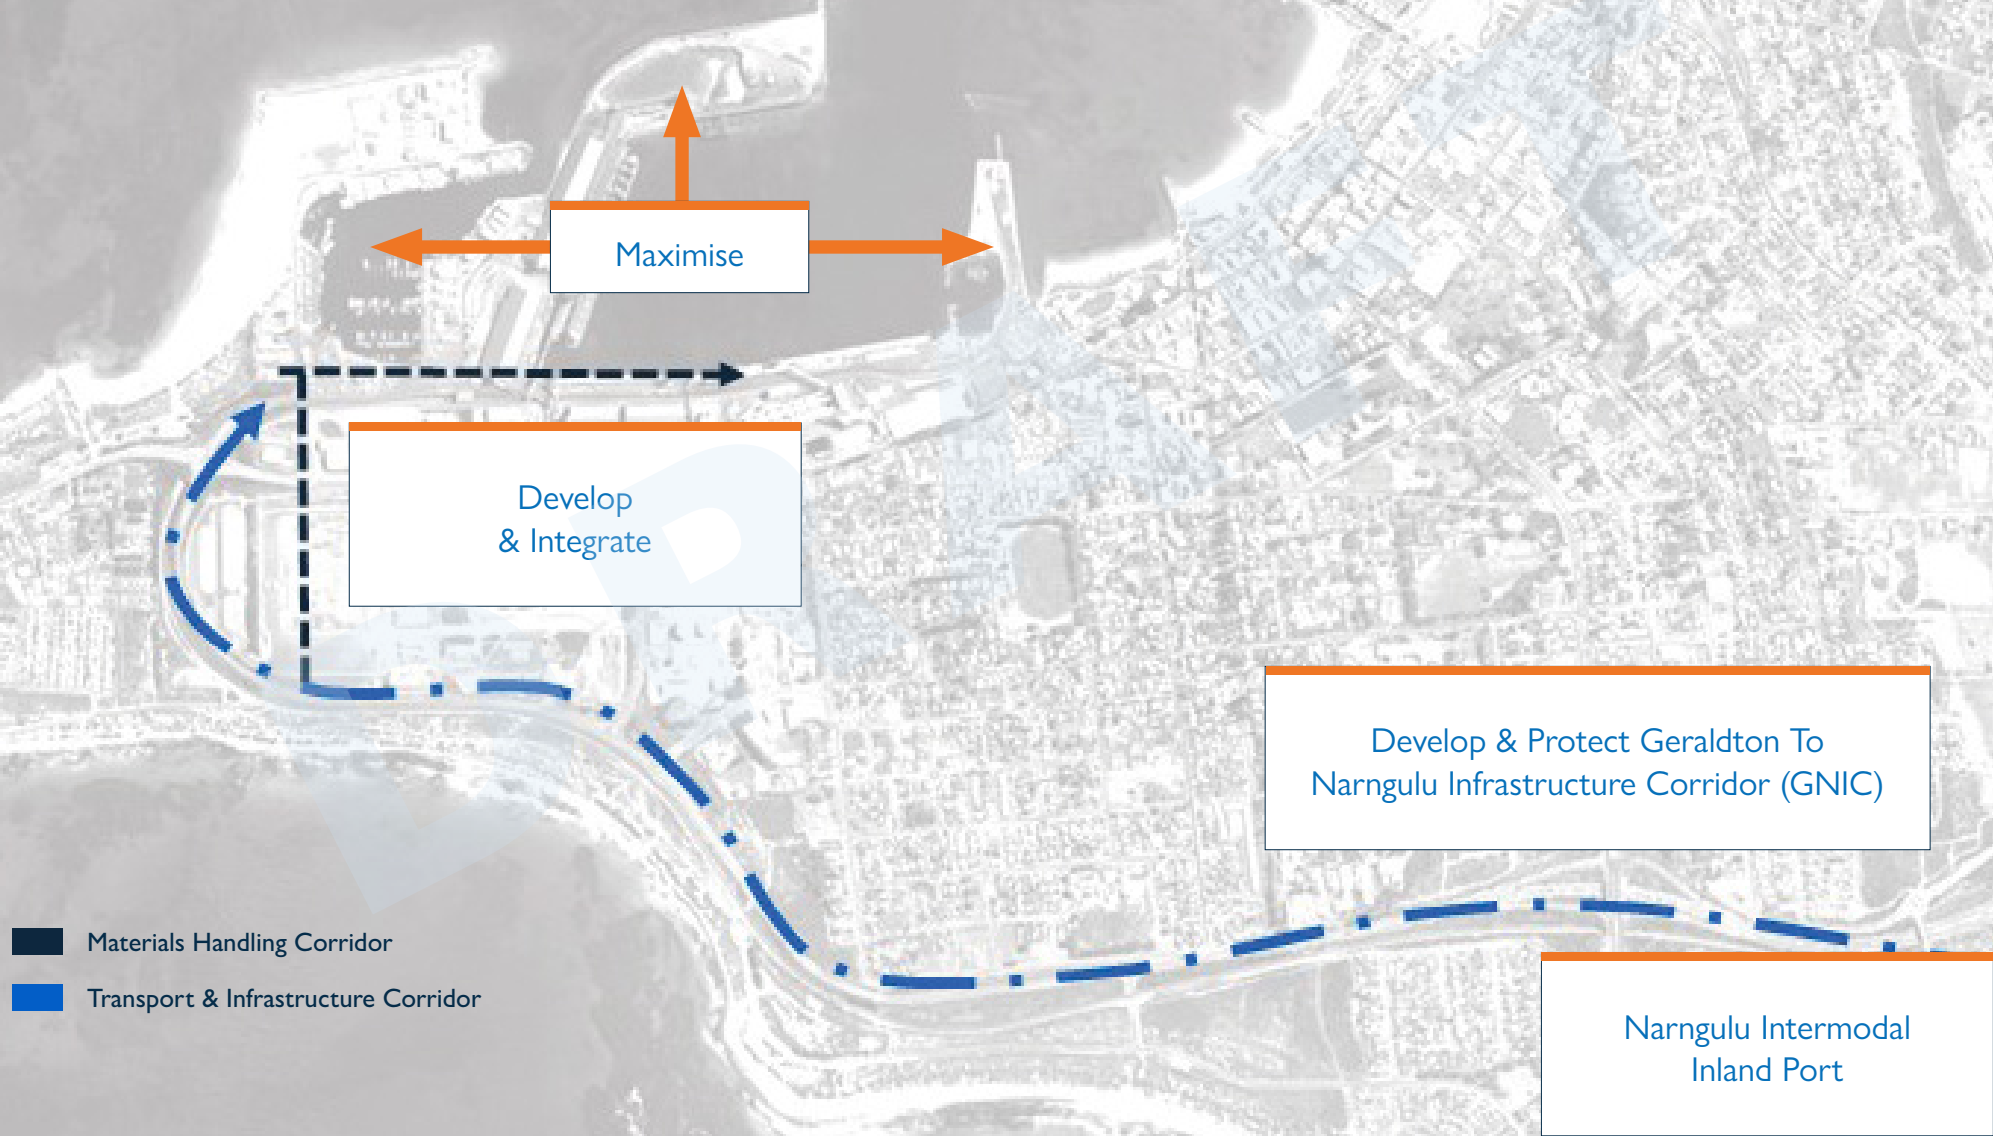 Maximise
Develop
& Integrate
Develop & Protect Geraldton To
Narngulu Infrastructure Corridor (GNIC)
Materials Handling Corridor
Transport & Infrastructure Corridor
Narngulu Intermodal
Inland Port
DRAFT